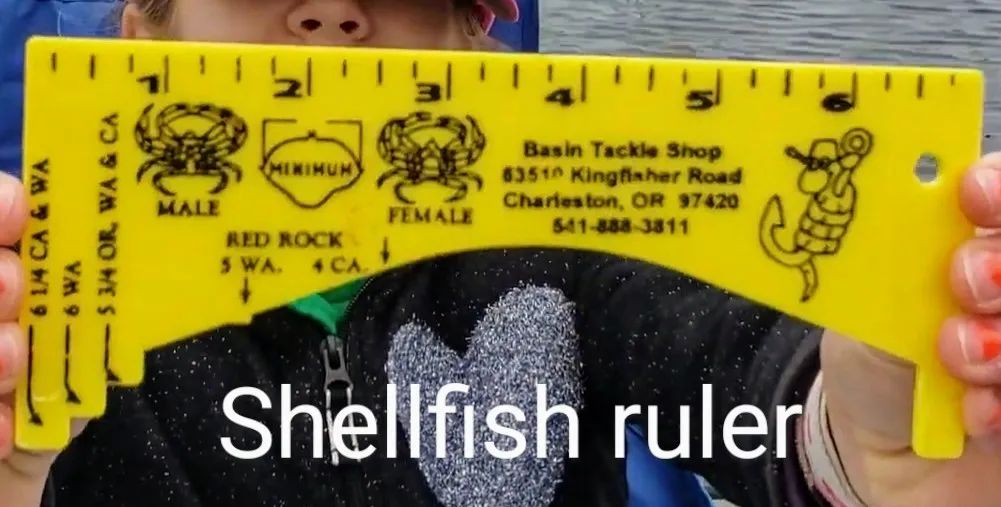 1 2 3 4 5 6
6 1/4 CA & WA
6 WA
5 3/4 OR, WA & CA
MALE
MINIMUM
FEMALE
RED ROCK
5 WA. 4 CA.
Basin Tackle Shop
63510 Kingfisher Road
Charleston, OR 97420
541-888-3811
Shellfish ruler